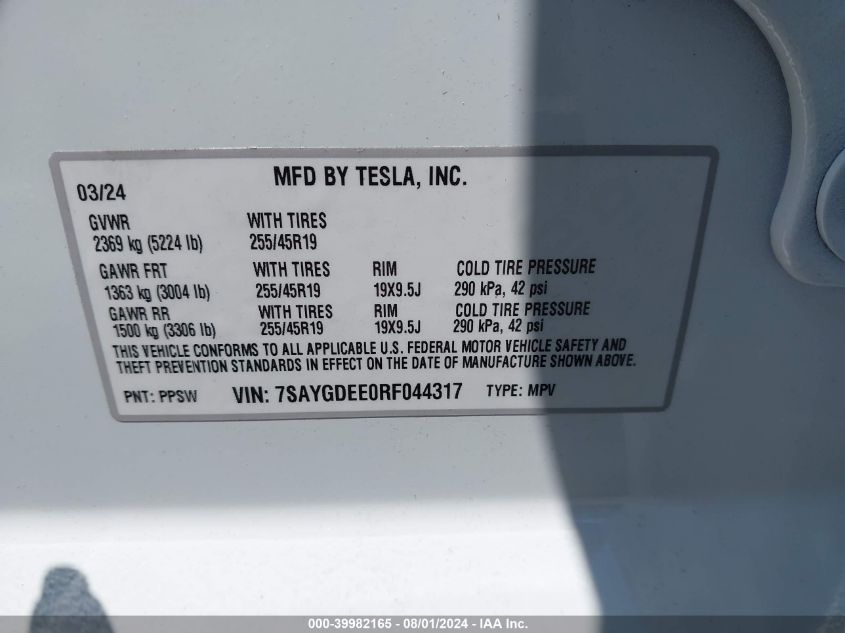 MFD BY TESLA, INC.
03/24
GVWR WITH TIRES
2369 kg (5224 lb) 255/45R19
GAWR FRT WITH TIRES RIM COLD TIRE PRESSURE
1363 kg (3004 lb) 255/45R19 19X9.5J 290 kPa, 42 psi
GAWR RR WITH TIRES RIM COLD TIRE PRESSURE
1500 kg (3306 lb) 255/45R19 19X9.5J 290 kPa, 42 psi
THIS VEHICLE CONFORMS TO ALL APPLICABLE U.S. FEDERAL MOTOR VEHICLE SAFETY AND
THEFT PREVENTION STANDARDS IN EFFECT ON THE DATE OF MANUFACTURE SHOWN ABOVE.
PNT: PPSW VIN: 7SAYGDEE0RF044317 TYPE: MPV
000-39982165 - 08/01/2024 - IAA Inc.